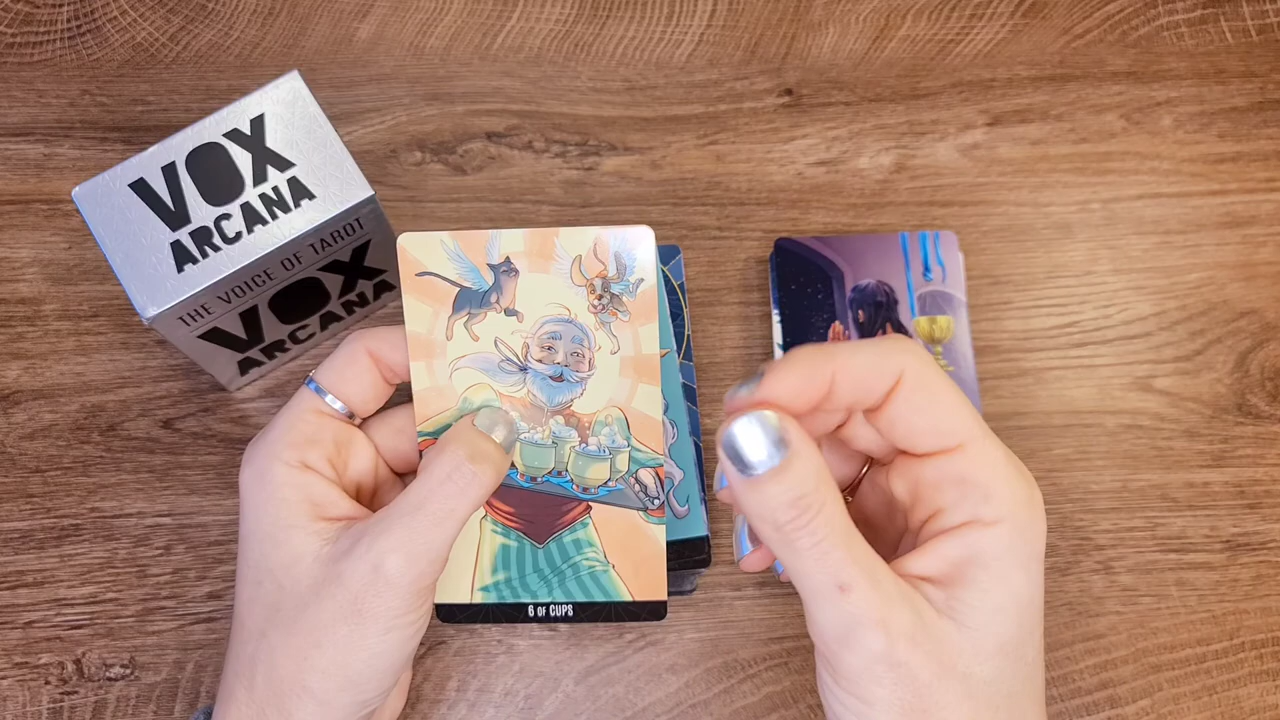 VOX
ARCANA
THE VOICE OF TAROT
VOX
ARCANA
6 OF CUPS